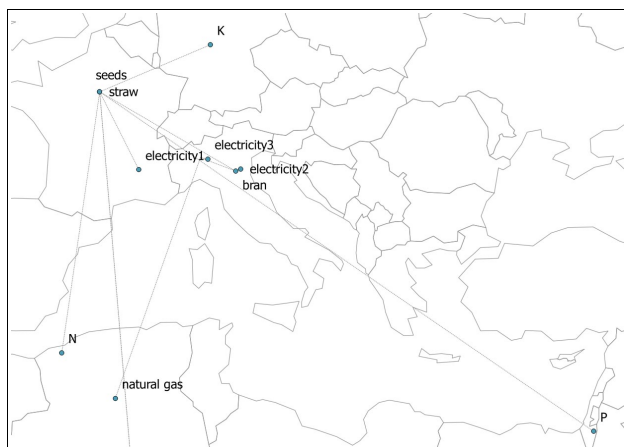 K
seeds
straw
electricity3
electricity1
electricity2
bran
N
natural gas
P